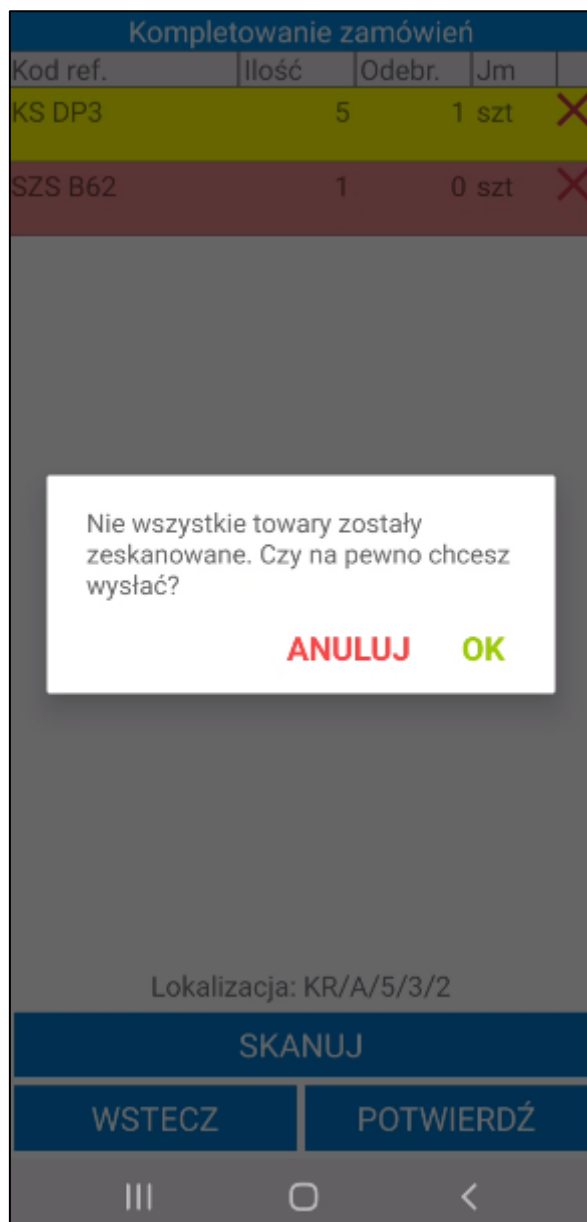 Kompletowanie zamówień
Kod ref. Ilość Odebr. Jm
KS DP3 5 1 szt
SZS B62 1 0 szt
Nie wszystkie towary zostały
zeskanowane. Czy na pewno chcesz
wysłać?
ANULUJ OK
Lokalizacja: KR/A/5/3/2
SKANUJ
WSTECZ POTWIERDŹ